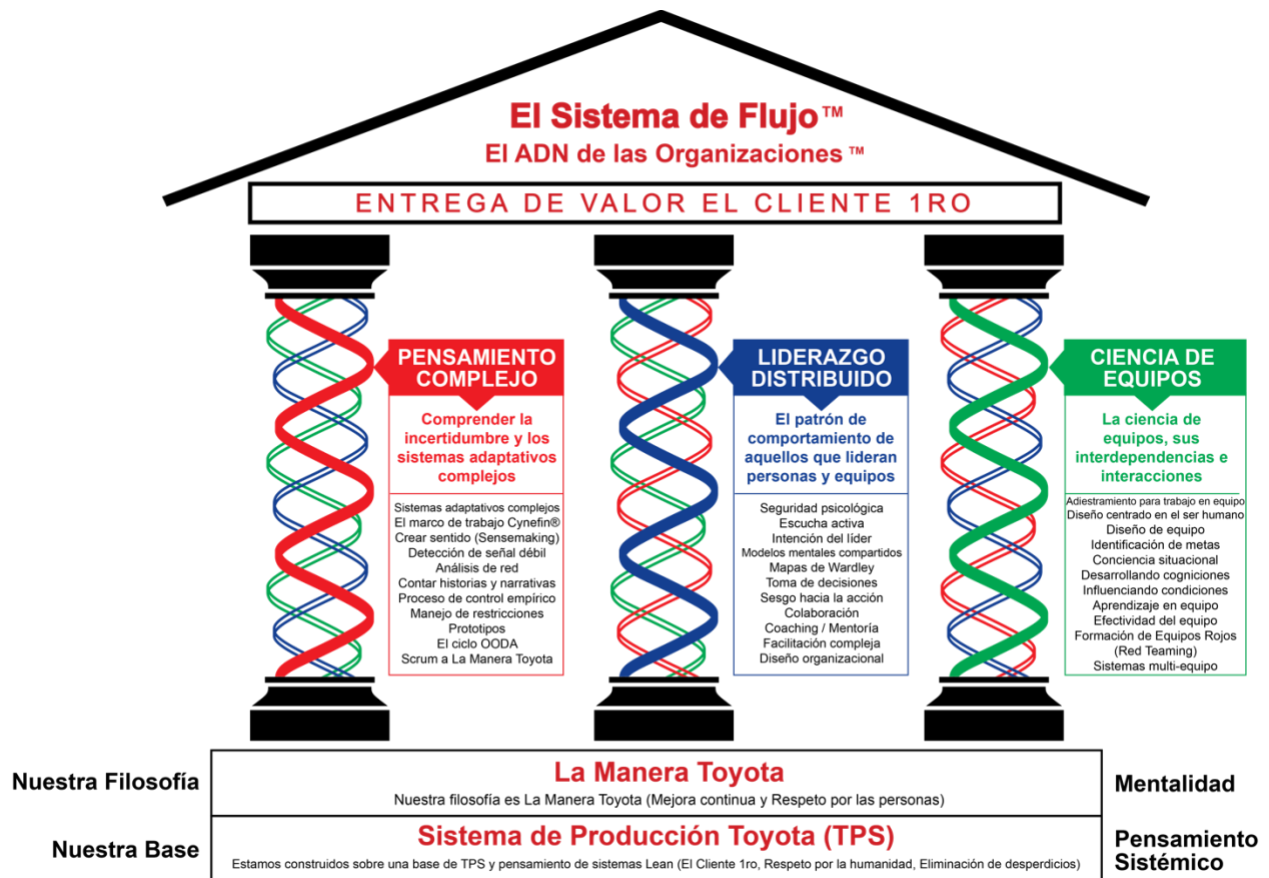 El Sistema de Flujo™
El ADN de las Organizaciones™
ENTREGA DE VALOR EL CLIENTE 1RO
PENSAMIENTO
COMPLEJO
Comprender la
incertidumbre y los
sistemas adaptativos
complejos
Sistemas adaptativos complejos
El marco de trabajo Cynefin®
Crear sentido (Sensemaking)
Detección de señal débil
Análisis de red
Contar historias y narrativas
Proceso de control empírico
Manejo de restricciones
Prototipos
El ciclo OODA
Scrum a La Manera Toyota
LIDERAZGO
DISTRIBUIDO
El patrón de
comportamiento de
aquellos que lideran
personas y equipos
Seguridad psicológica
Escucha activa
Intención del líder
Modelos mentales compartidos
Mapas de Wardley
Toma de decisiones
Sesgo hacia la acción
Colaboración
Coaching / Mentoría
Facilitación compleja
Diseño organizacional
CIENCIA DE
EQUIPOS
La ciencia de
equipos, sus
interdependencias e
interacciones
Adiestramiento para trabajo en equipo
Diseño centrado en el ser humano
Diseño de equipo
Identificación de metas
Conciencia situacional
Desarrollando cogniciones
Influenciando condiciones
Aprendizaje en equipo
Efectividad del equipo
Formación de Equipos Rojos
(Red Teaming)
Sistemas multi-equipo
Nuestra Filosofía
La Manera Toyota
Nuestra filosofía es La Manera Toyota (Mejora continua y Respeto por las personas)
Mentalidad
Nuestra Base
Sistema de Producción Toyota (TPS)
Estamos construidos sobre una base de TPS y pensamiento de sistemas Lean (El Cliente 1ro, Respeto por la humanidad, Eliminación de desperdicios)
Pensamiento
Sistémico